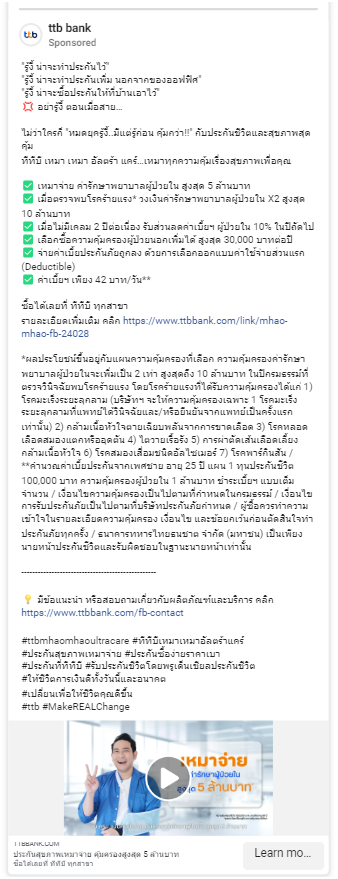 ttb
ttb bank
Sponsored
"รู้งี้ น่าจะทำประกันไว้"
"รู้งี้ น่าจะทำประกันเพิ่ม นอกจากของออฟฟิศ"
"รู้งี้ น่าจะซื้อประกันให้ที่บ้านเอาไว้"
💢 อย่ารู้งี้ ตอนเมื่อสาย...
ไม่ว่าใครก็ "หมดยุครู้งี้..มีแต่รู้ก่อน คุ้มกว่า!!" กับประกันชีวิตและสุขภาพสุด
คุ้ม
ทีทีบี เหมา เหมา อัลตร้า แคร์...เหมาทุกความคุ้มเรื่องสุขภาพเพื่อคุณ
✅ เหมาจ่าย ค่ารักษาพยาบาลผู้ป่วยใน สูงสุด 5 ล้านบาท
✅ เมื่อตรวจพบโรคร้ายแรง* วงเงินค่ารักษาพยาบาลผู้ป่วยใน X2 สูงสุด
10 ล้านบาท
✅ เมื่อไม่มีเคลม 2 ปีต่อเนื่อง รับส่วนลดค่าเบี้ยฯ ผู้ป่วยใน 10% ในปีถัดไป
✅ เลือกซื้อความคุ้มครองผู้ป่วยนอกเพิ่มได้ สูงสุด 30,000 บาทต่อปี
✅ จ่ายค่าเบี้ยประกันภัยถูกลง ด้วยการเลือกออกแบบค่าใช้จ่ายส่วนแรก
(Deductible)
✅ ค่าเบี้ยฯ เพียง 42 บาท/วัน**
ซื้อได้เลยที่ ทีทีบี ทุกสาขา
รายละเอียดเพิ่มเติม คลิก https://www.ttbbank.com/link/mhao-
mhao-fb-24028
*ผลประโยชน์ขึ้นอยู่กับแผนความคุ้มครองที่เลือก ความคุ้มครองค่ารักษา
พยาบาลผู้ป่วยในจะเพิ่มเป็น 2 เท่า สูงสุดถึง 10 ล้านบาท ในปีกรมธรรม์ที่
ตรวจวินิจฉัยพบโรคร้ายแรง โดยโรคร้ายแรงที่ได้รับความคุ้มครองได้แก่ 1)
โรคมะเร็งระยะลุกลาม (บริษัทฯ จะให้ความคุ้มครองเฉพาะ 1 โรคมะเร็ง
ระยะลุกลามที่แพทย์ได้วินิจฉัยและ/หรือยืนยันจากแพทย์เป็นครั้งแรก
เท่านั้น) 2) กล้ามเนื้อหัวใจตายเฉียบพลันจากการขาดเลือด 3) โรคหลอด
เลือดสมองแตกหรืออุดตัน 4) ไตวายเรื้อรัง 5) การผ่าตัดเส้นเลือดเลี้ยง
กล้ามเนื้อหัวใจ 6) โรคสมองเสื่อมชนิดอัลไซเมอร์ 7) โรคพาร์กินสัน /
**คำนวณค่าเบี้ยประกันจากเพศชาย อายุ 25 ปี แผน 1 ทุนประกันชีวิต
100,000 บาท ความคุ้มครองค่าผู้ป่วยใน 1 ล้านบาท ชำระเบี้ยฯ แบบเต็ม
จำนวน / เงื่อนไขความคุ้มครองเป็นไปตามที่กำหนดในกรมธรรม์ / เงื่อนไข
การรับประกันภัยเป็นไปตามที่บริษัทประกันภัยกำหนด / ผู้ซื้อควรทำความ
เข้าใจในรายละเอียดความคุ้มครอง เงื่อนไข และข้อยกเว้นก่อนตัดสินใจทำ
ประกันภัยทุกครั้ง / ธนาคารทหารไทยธนชาต จำกัด (มหาชน) เป็นเพียง
นายหน้าประกันชีวิตและรับผิดชอบในฐานะนายหน้าเท่านั้น
--------------------------------------------------
💡 มีข้อแนะนำ หรือสอบถามเกี่ยวกับผลิตภัณฑ์และบริการ คลิก
https://www.ttbbank.com/fb-contact
#ttbmhaomhaoultracare #ทีทีบีเหมาเหมาอัลตร้าแคร์
#ประกันสุขภาพเหมาจ่าย #ประกันซื้อง่ายราคาเบา
#ประกันที่ทีทีบี #รับประกันชีวิตโดยพรูเด็นเชียลประกันชีวิต
#ให้ชีวิตการเงินดีทั้งวันนี้และอนาคต
#เปลี่ยนเพื่อให้ชีวิตคุณดีขึ้น
#ttb #MakeREALChange
เหมาจ่าย
ค่ารักษาผู้ป่วยใน
สูงสุด 5 ล้านบาท*
TTBBANK.COM
ประกันสุขภาพเหมาจ่าย คุ้มครองสูงสุด 5 ล้านบาท
ซื้อได้เลยที่ ทีทีบี ทุกสาขา
Learn mo...